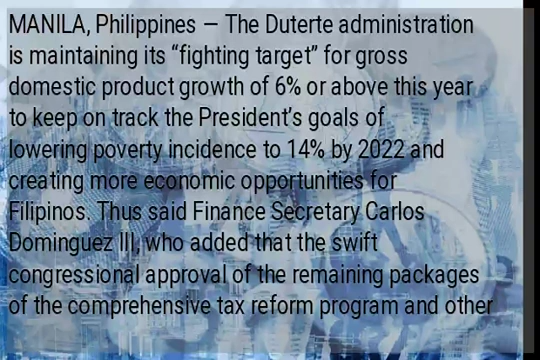 MANILA, Philippines — The Duterte administration
is maintaining its “fighting target” for gross
domestic product growth of 6% or above this year
to keep on track the President’s goals of
lowering poverty incidence to 14% by 2022 and
creating more economic opportunities for
Filipinos. Thus said Finance Secretary Carlos
Dominguez III, who added that the swift
congressional approval of the remaining packages
of the comprehensive tax reform program and other